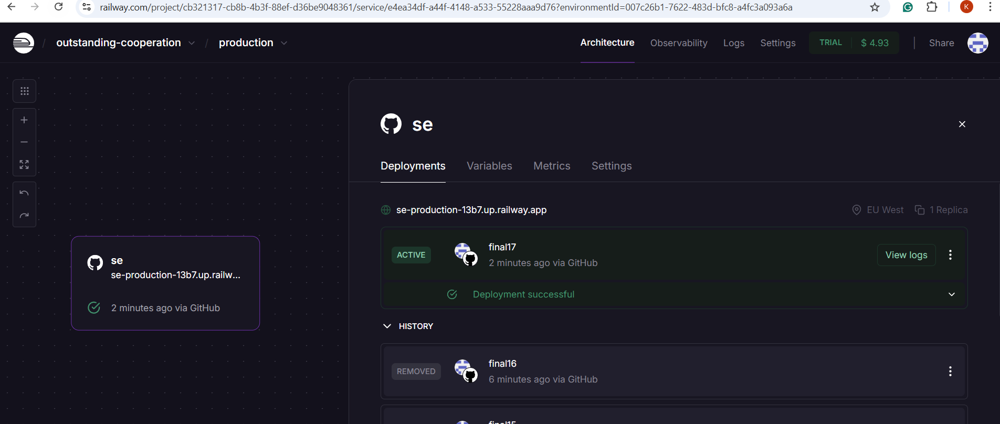 railway.com/project/cb321317-cb8b-4b3f-88ef-d36be9048361/service/e4ea34df-a44f-4148-a533-55228aaa9d76?environmentId=007c26b1-7622-483d-bfc8-a4fc3a093a6a
K
/ outstanding-cooperation / production
Architecture Observability Logs Settings TRIAL $ 4.93 Share
se
Deployments Variables Metrics Settings
se-production-13b7.up.railway.app EU West 1 Replica
ACTIVE final17 View logs
2 minutes ago via GitHub
Deployment successful
HISTORY
REMOVED final16
6 minutes ago via GitHub
final15
se
se-production-13b7.up.railw...
2 minutes ago via GitHub